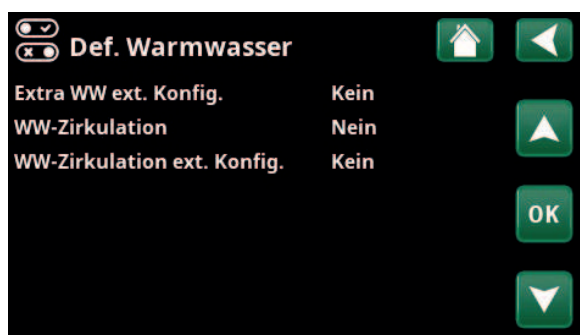 Def. Warmwasser
Extra WW ext. Konfig. Kein
WW-Zirkulation Nein
WW-Zirkulation ext. Konfig. Kein
OK